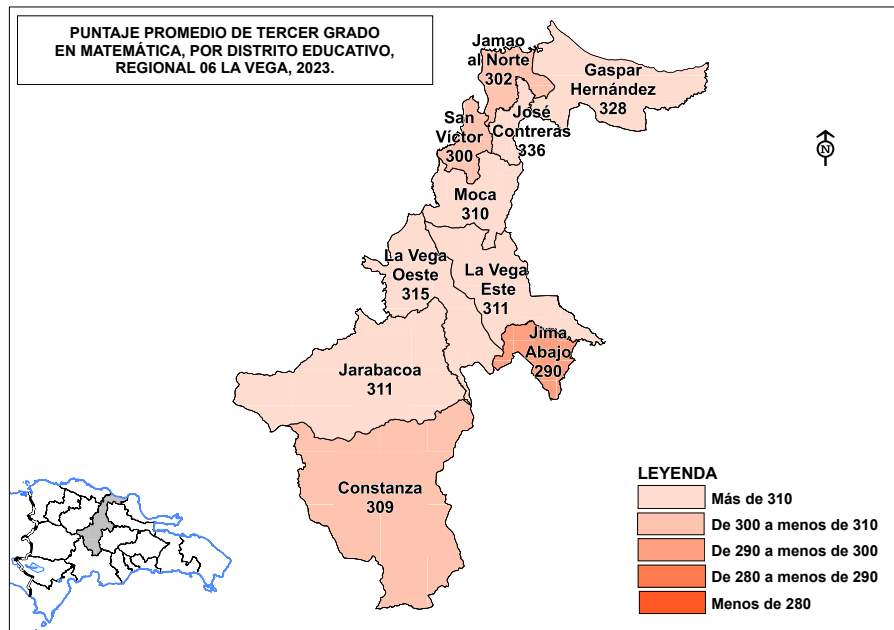 PUNTAJE PROMEDIO DE TERCER GRADO
EN MATEMÁTICA, POR DISTRITO EDUCATIVO,
REGIONAL 06 LA VEGA, 2023.
Jamao
al Norte
302
Gaspar
Hernández
328
San
Víctor
300
José
Contreras
336
Moca
310
La Vega
Oeste
315
La Vega
Este
311
Jima
Abajo
290
Jarabacoa
311
Constanza
309
N
LEYENDA
Más de 310
De 300 a menos de 310
De 290 a menos de 300
De 280 a menos de 290
Menos de 280